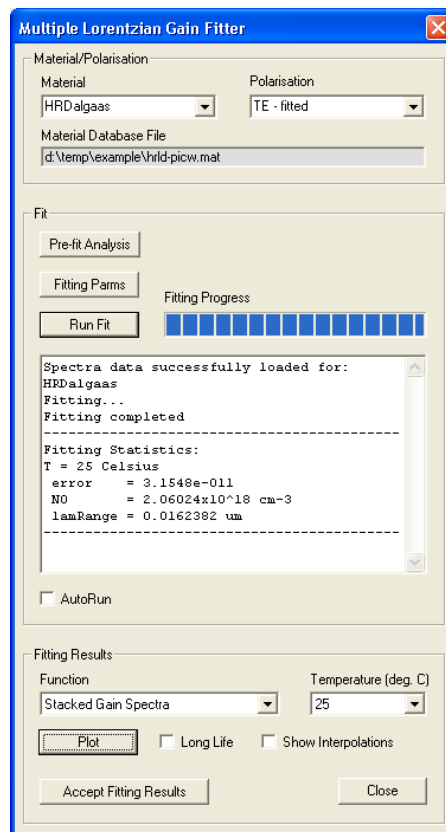 Multiple Lorentzian Gain Fitter
Material/Polarisation
Material
Polarisation
HRDalgaas
TE - fitted
Material Database File
d:\temp\example\hrld-picw.mat
Fit
Pre-fit Analysis
Fitting Parms
Fitting Progress
Run Fit
Spectra data successfully loaded for:
HRDalgaas
Fitting...
Fitting completed
----------------------------------------
Fitting Statistics:
T = 25 Celsius
error = 3.1548e-011
N0 = 2.06024x10^18 cm-3
lamRange = 0.0162382 um
----------------------------------------
AutoRun
Fitting Results
Function
Temperature (deg. C)
Stacked Gain Spectra
25
Plot
Long Life
Show Interpolations
Accept Fitting Results
Close